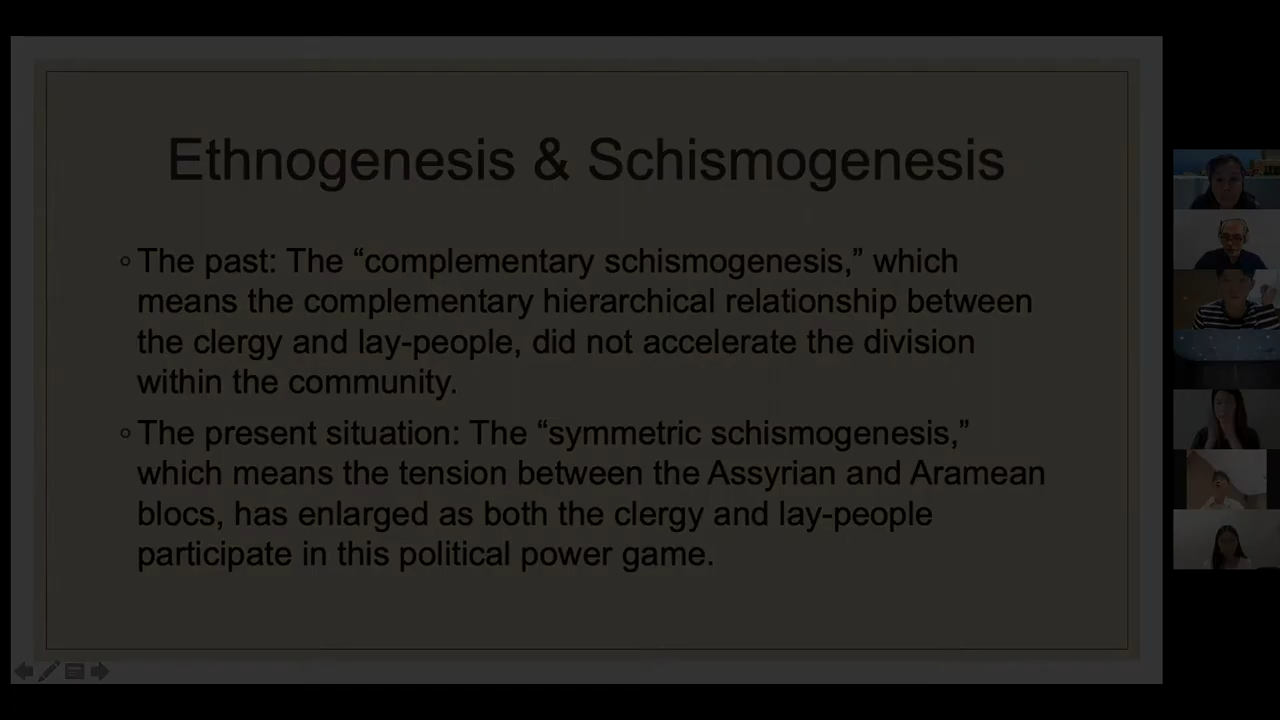 Ethnogenesis & Schismogenesis
The past: The “complementary schismogenesis,” which
means the complementary hierarchical relationship between
the clergy and lay-people, did not accelerate the division
within the community.
The present situation: The “symmetric schismogenesis,”
which means the tension between the Assyrian and Aramean
blocs, has enlarged as both the clergy and lay-people
participate in this political power game.